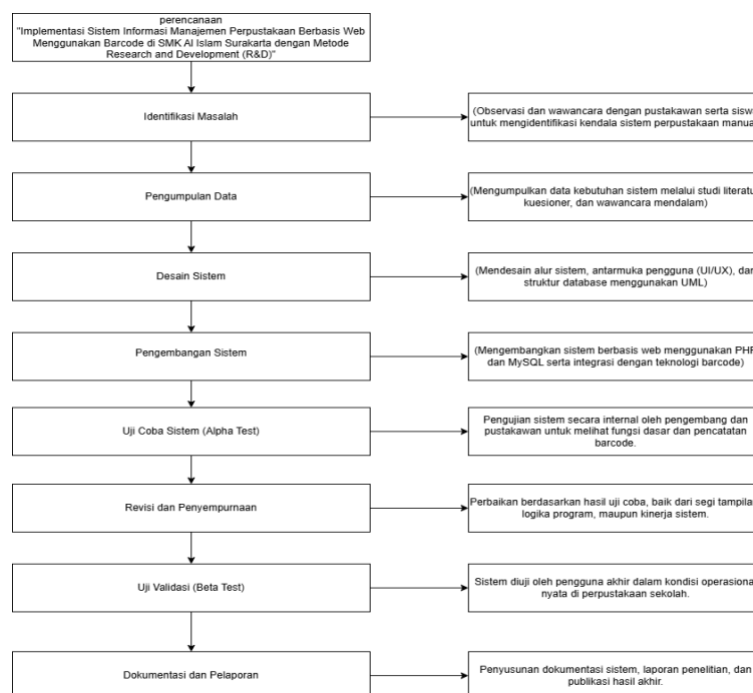 perencanaan
"Implementasi Sistem Informasi Manajemen Perpustakaan Berbasis Web
Menggunakan Barcode di SMK Al Islam Surakarta dengan Metode
Research and Development (R&D)"
Identifikasi Masalah
(Observasi dan wawancara dengan pustakawan serta
untuk mengidentifikasi kendala sistem perpustakaan
Pengumpulan Data
(Mengumpulkan data kebutuhan sistem melalui studi
kuesioner, dan wawancara mendalam)
Desain Sistem
(Mendesain alur sistem, antarmuka pengguna (UI/UX),
struktur database menggunakan UML)
Pengembangan Sistem
(Mengembangkan sistem berbasis web menggunakan
dan MySQL serta integrasi dengan teknologi barcode)
Uji Coba Sistem (Alpha Test)
Pengujian sistem secara internal oleh pengembang dan
pustakawan untuk melihat fungsi dasar dan pencatatan
barcode.
Revisi dan Penyempurnaan
Perbaikan berdasarkan hasil uji coba, baik dari segi
logika program, maupun kinerja sistem.
Uji Validasi (Beta Test)
Sistem diuji oleh pengguna akhir dalam kondisi
nyata di perpustakaan sekolah.
Dokumentasi dan Pelaporan
Penyusunan dokumentasi sistem, laporan penelitian, dan
publikasi hasil akhir.